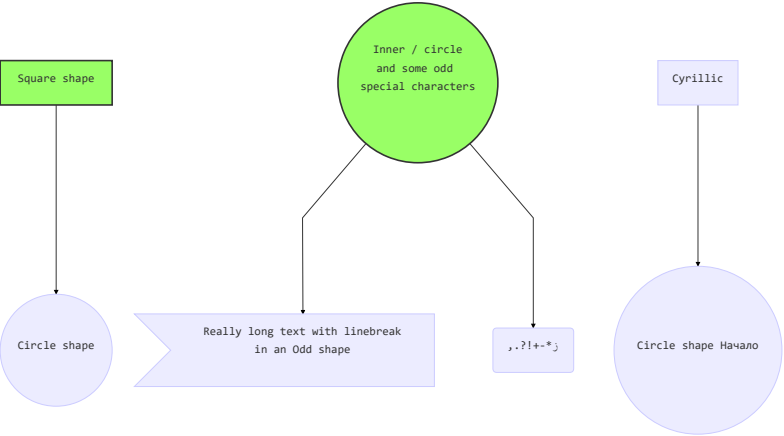 Square shape
Inner / circle
and some odd
special characters
Cyrillic
Circle shape
Really long text with linebreak
in an Odd shape
,.?!+-*ز
Circle shape Начало